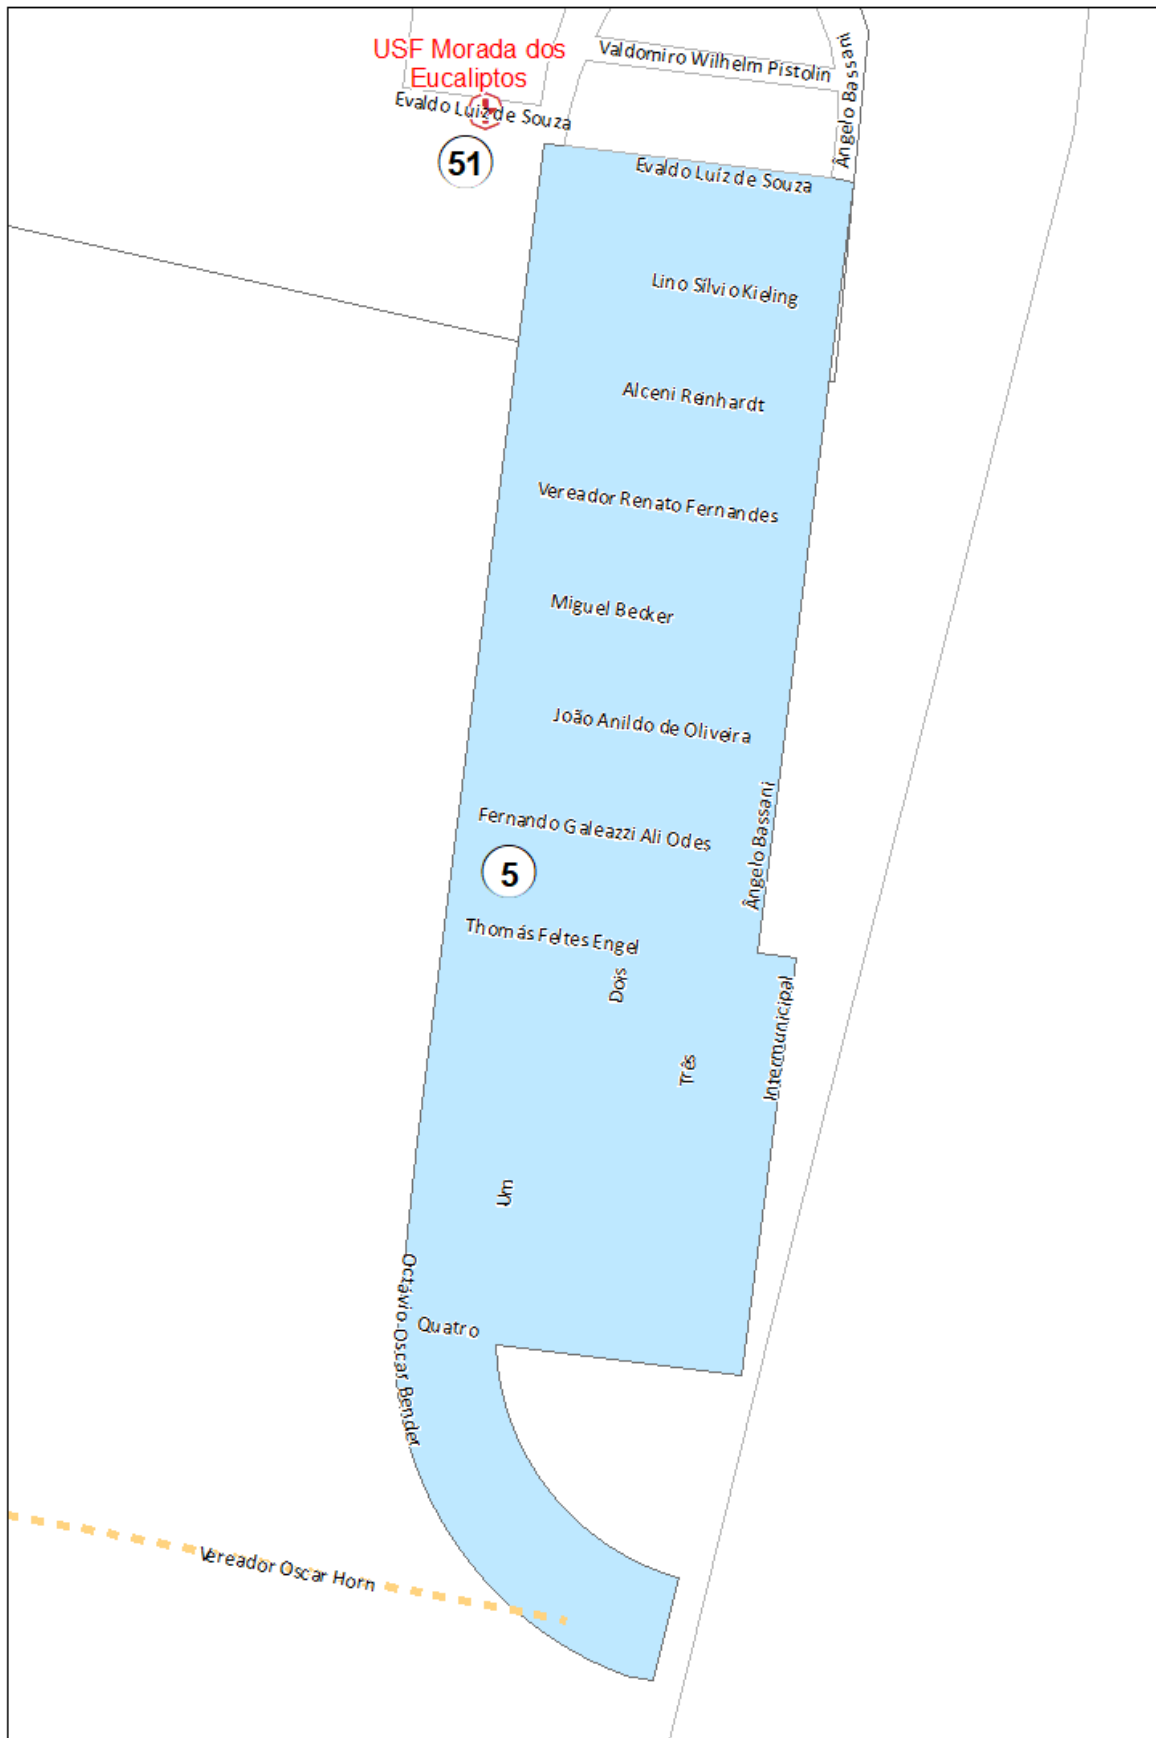 USF Morada dos
Eucaliptos
Valdomiro Wilhelm Pistolin
Ângelo Bassani
Evaldo Luiz de Souza
51
Evaldo Luiz de Souza
Lino Sílvio Kieling
Alceni Reinhardt
Vereador Renato Fernandes
Miguel Becker
João Anildo de Oliveira
Ângelo Bassani
Fernando Galeazzi Ali Odes
5
Thomás Feltes Engel
Dois
Intermunicipal
Três
Um
Octávio Oscar Bender
Quatro
Vereador Oscar Horn